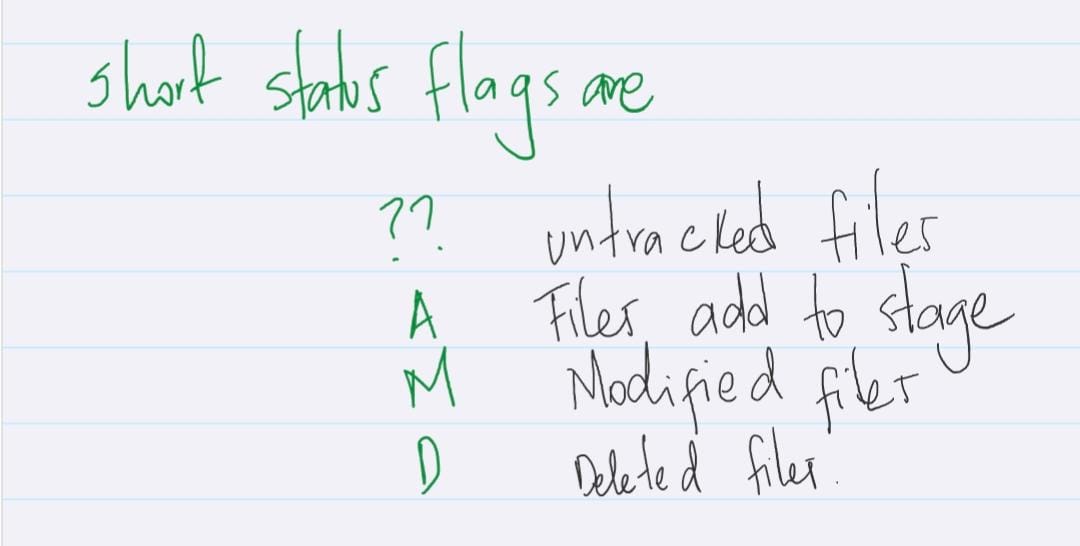 short status flags are
?? untracked files
A Files add to stage
M Modified files
D Deleted files.